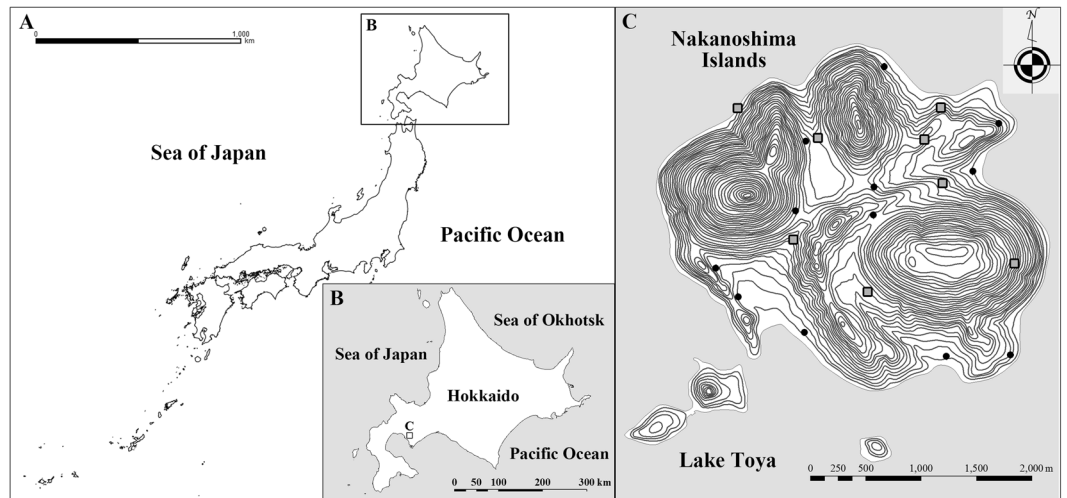 A
0 1,000
km
B
Sea of Japan
Pacific Ocean
B
Sea of Okhotsk
Sea of Japan
Hokkaido
C
Pacific Ocean
0 50 100 200 300 km
C
Nakanoshima
Islands
N
Lake Toya
0 250 500 1,000 1,500 2,000 m